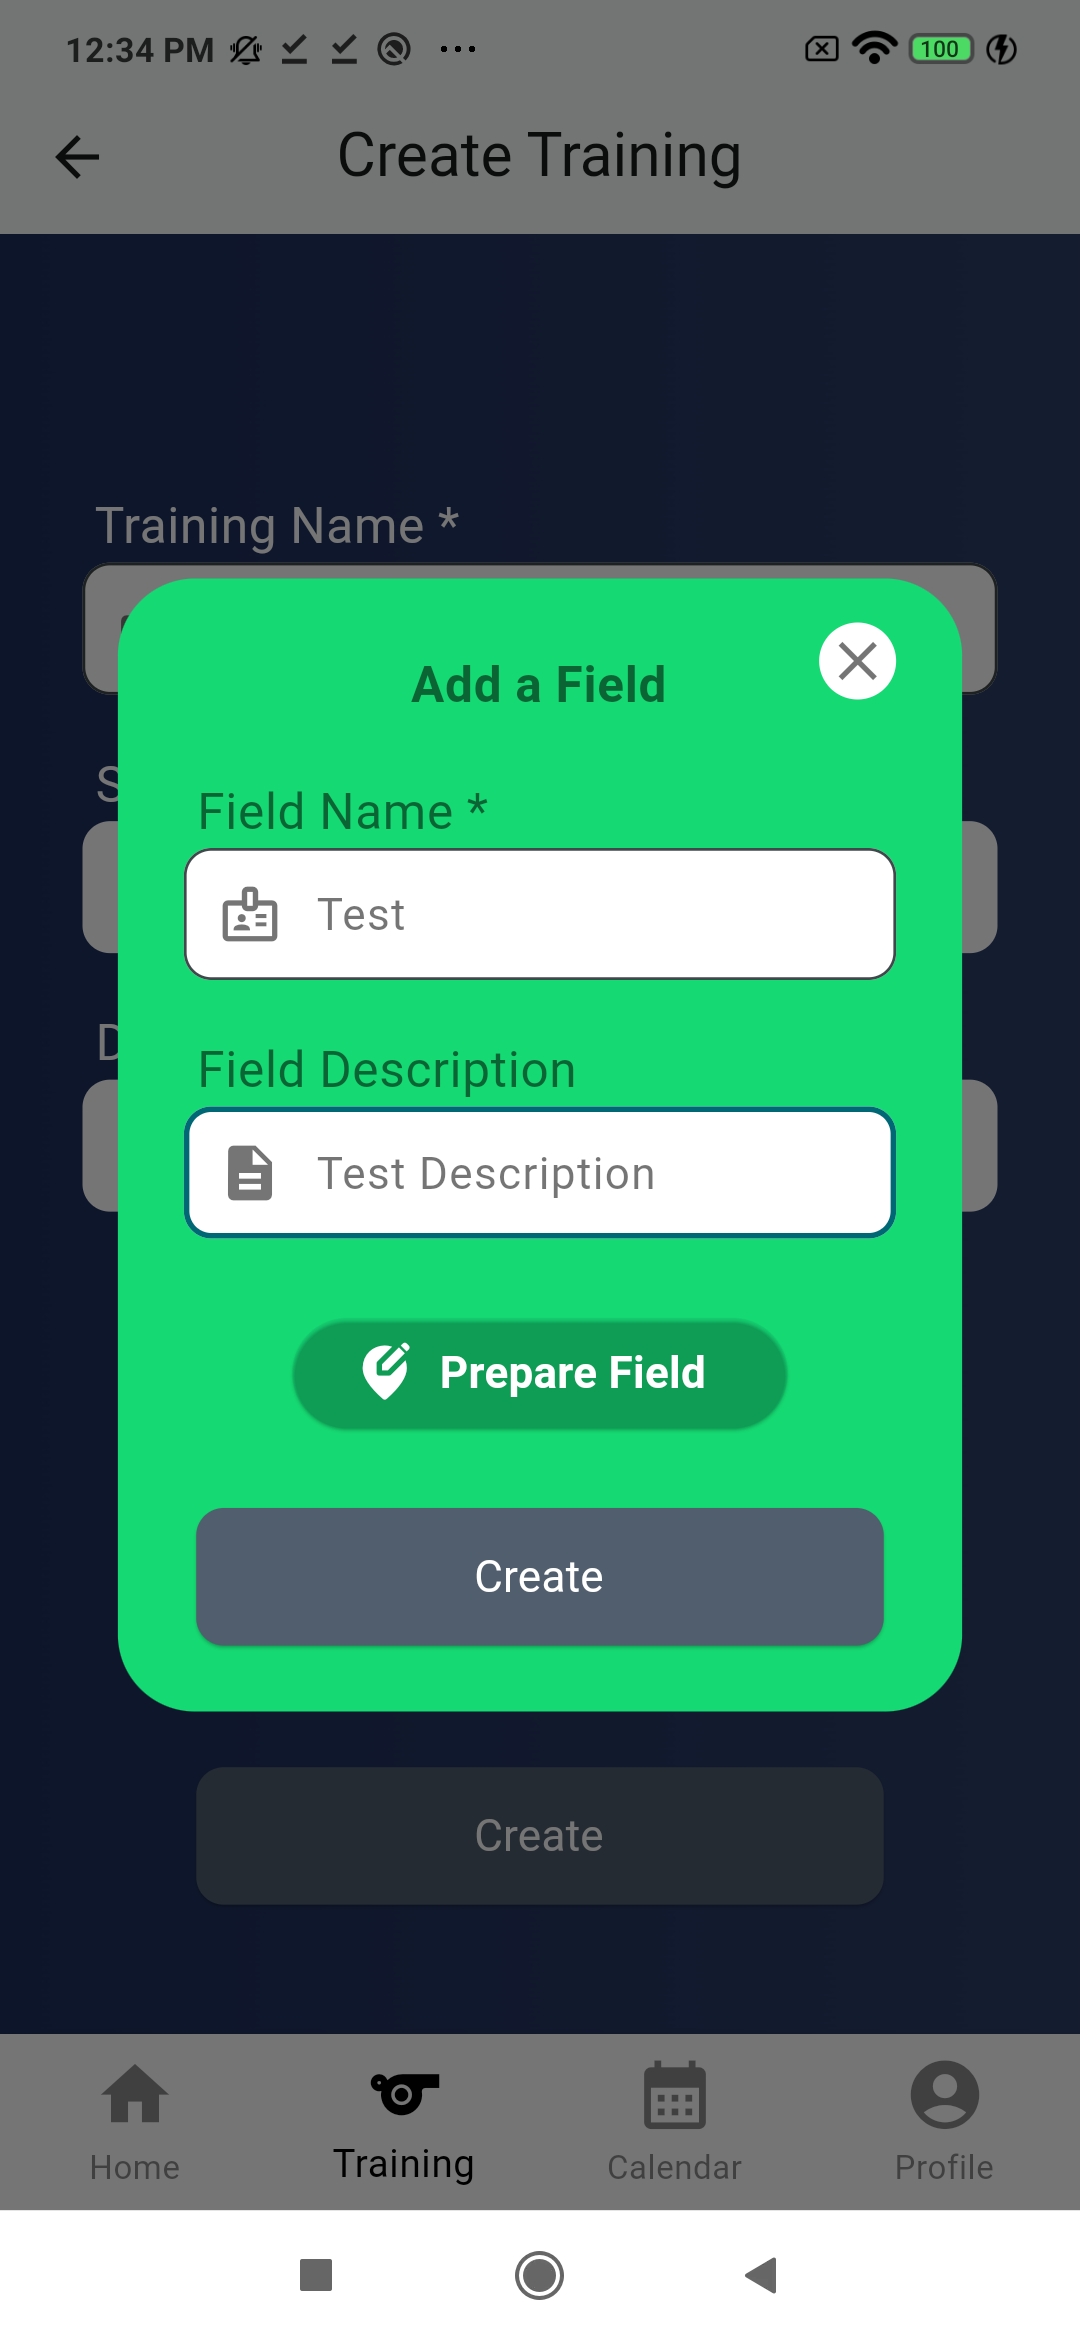 12:34 PM
100
Create Training
Training Name *
Add a Field
Field Name *
Test
Field Description
Test Description
Prepare Field
Create
Create
Home
Training
Calendar
Profile